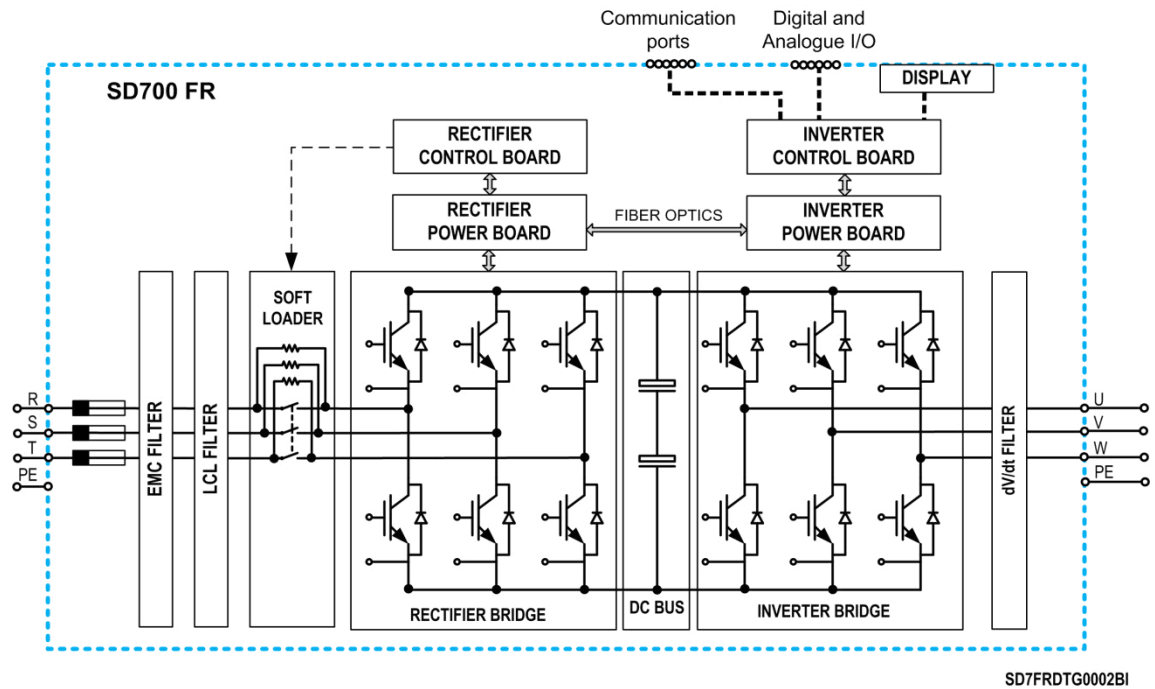 Communication
ports
Digital and
Analogue I/O
DISPLAY
SD700 FR
RECTIFIER
CONTROL BOARD
INVERTER
CONTROL BOARD
RECTIFIER
POWER BOARD
FIBER OPTICS
INVERTER
POWER BOARD
SOFT
LOADER
R
S
T
PE
EMC FILTER
LCL FILTER
RECTIFIER BRIDGE
DC BUS
INVERTER BRIDGE
dV/dt FILTER
U
V
W
PE
SD7FRDTG0002BI